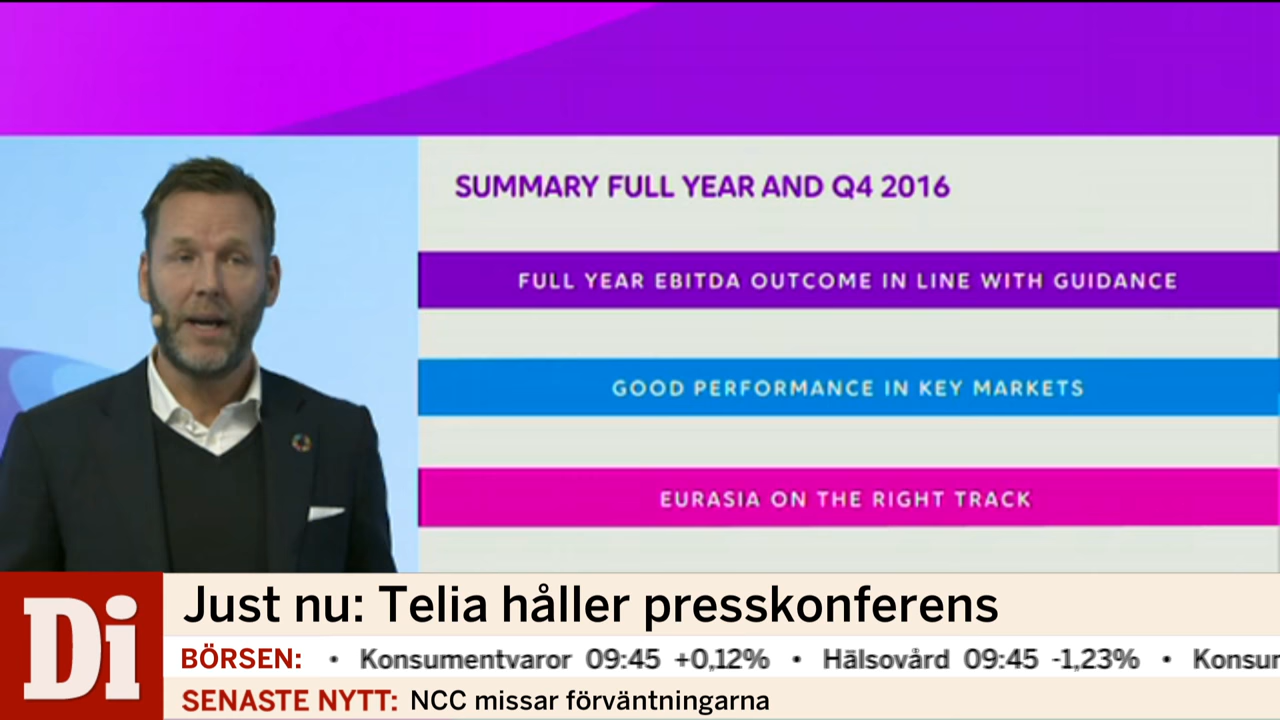 SUMMARY FULL YEAR AND Q4 2016
FULL YEAR EBITDA OUTCOME IN LINE WITH GUIDANCE
GOOD PERFORMANCE IN KEY MARKETS
EURASIA ON THE RIGHT TRACK
Di
Just nu: Telia håller presskonferens
BÖRSEN: • Konsumentvaror 09:45 +0,12% • Hälsovård 09:45 -1,23% • Konsur
SENASTE NYTT: NCC missar förväntningarna